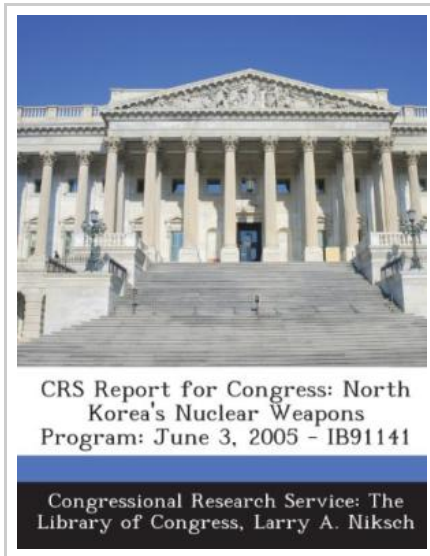 CRS Report for Congress: North
Korea's Nuclear Weapons
Program: June 3, 2005 - IB91141
Congressional Research Service: The
Library of Congress, Larry A. Niksch